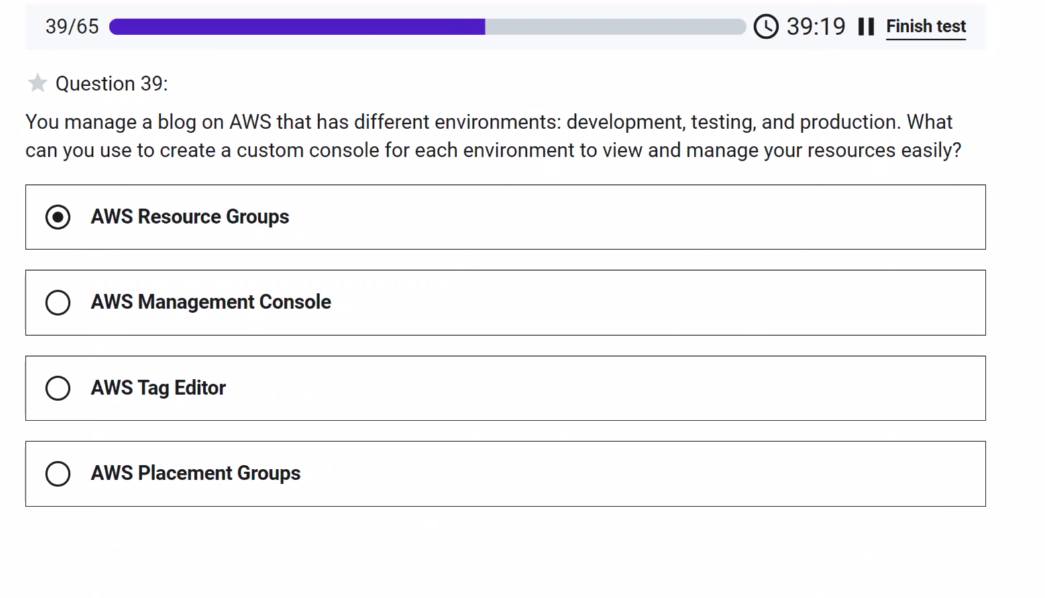 39/65 39:19 Finish test
Question 39:
You manage a blog on AWS that has different environments: development, testing, and production. What
can you use to create a custom console for each environment to view and manage your resources easily?
AWS Resource Groups
AWS Management Console
AWS Tag Editor
AWS Placement Groups